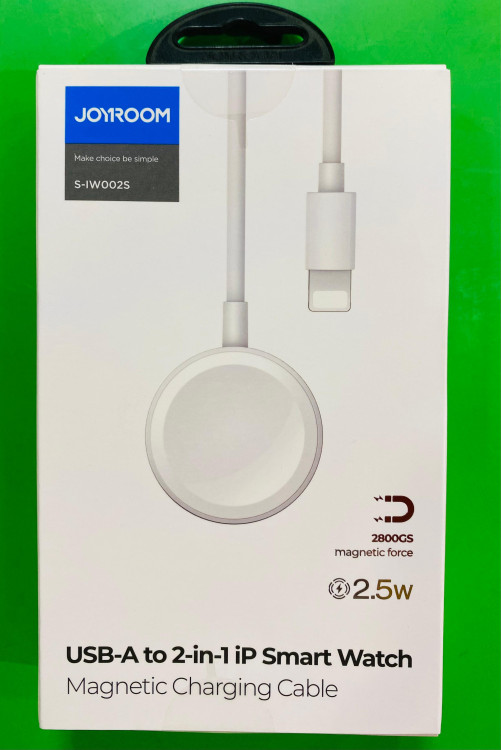 JOYROOM
Make choice be simple
S-IW002S
2800GS
magnetic force
2.5W
USB-A to 2-in-1 iP Smart Watch
Magnetic Charging Cable